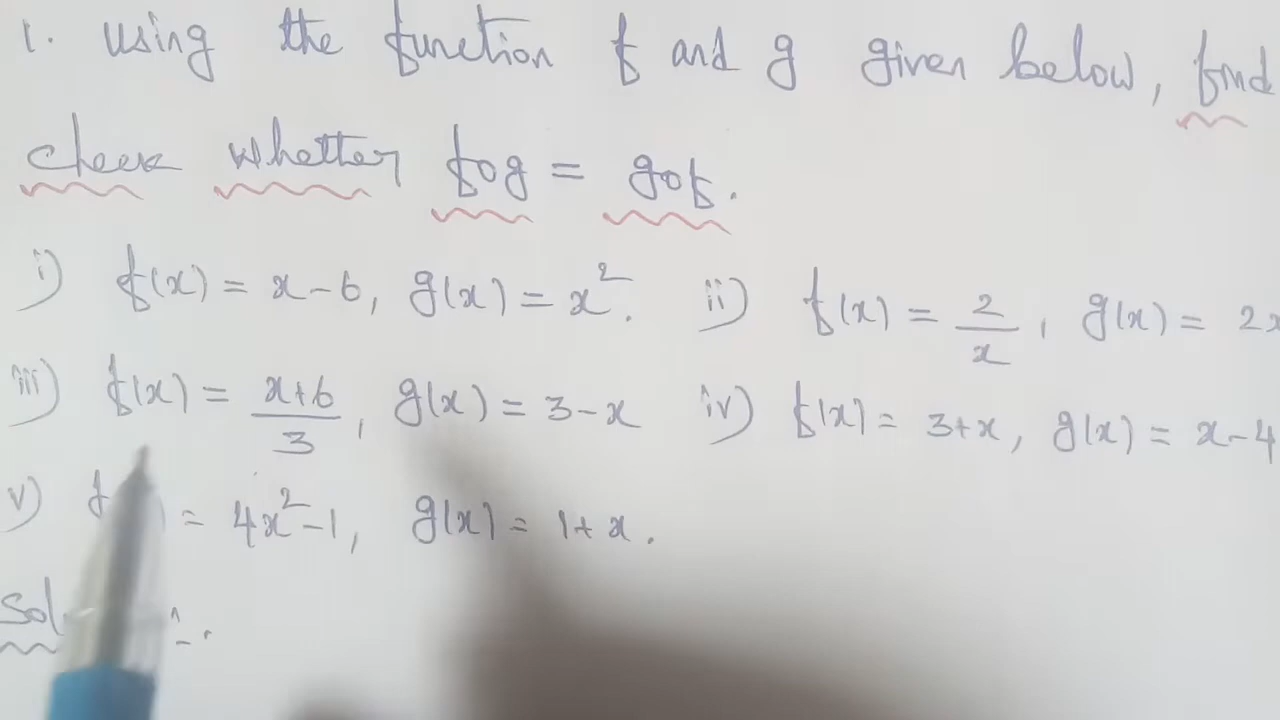 1. Using the function f and g given below, find
check whether fog = gof.
i) f(x) = x-6, g(x) = x². ii) f(x) = 2/x, g(x) = 2x
iii) f(x) = x+6/3, g(x) = 3-x iv) f(x) = 3+x, g(x) = x-4
v) f = 4x²-1, g(x) = 1+x.
Sol :.